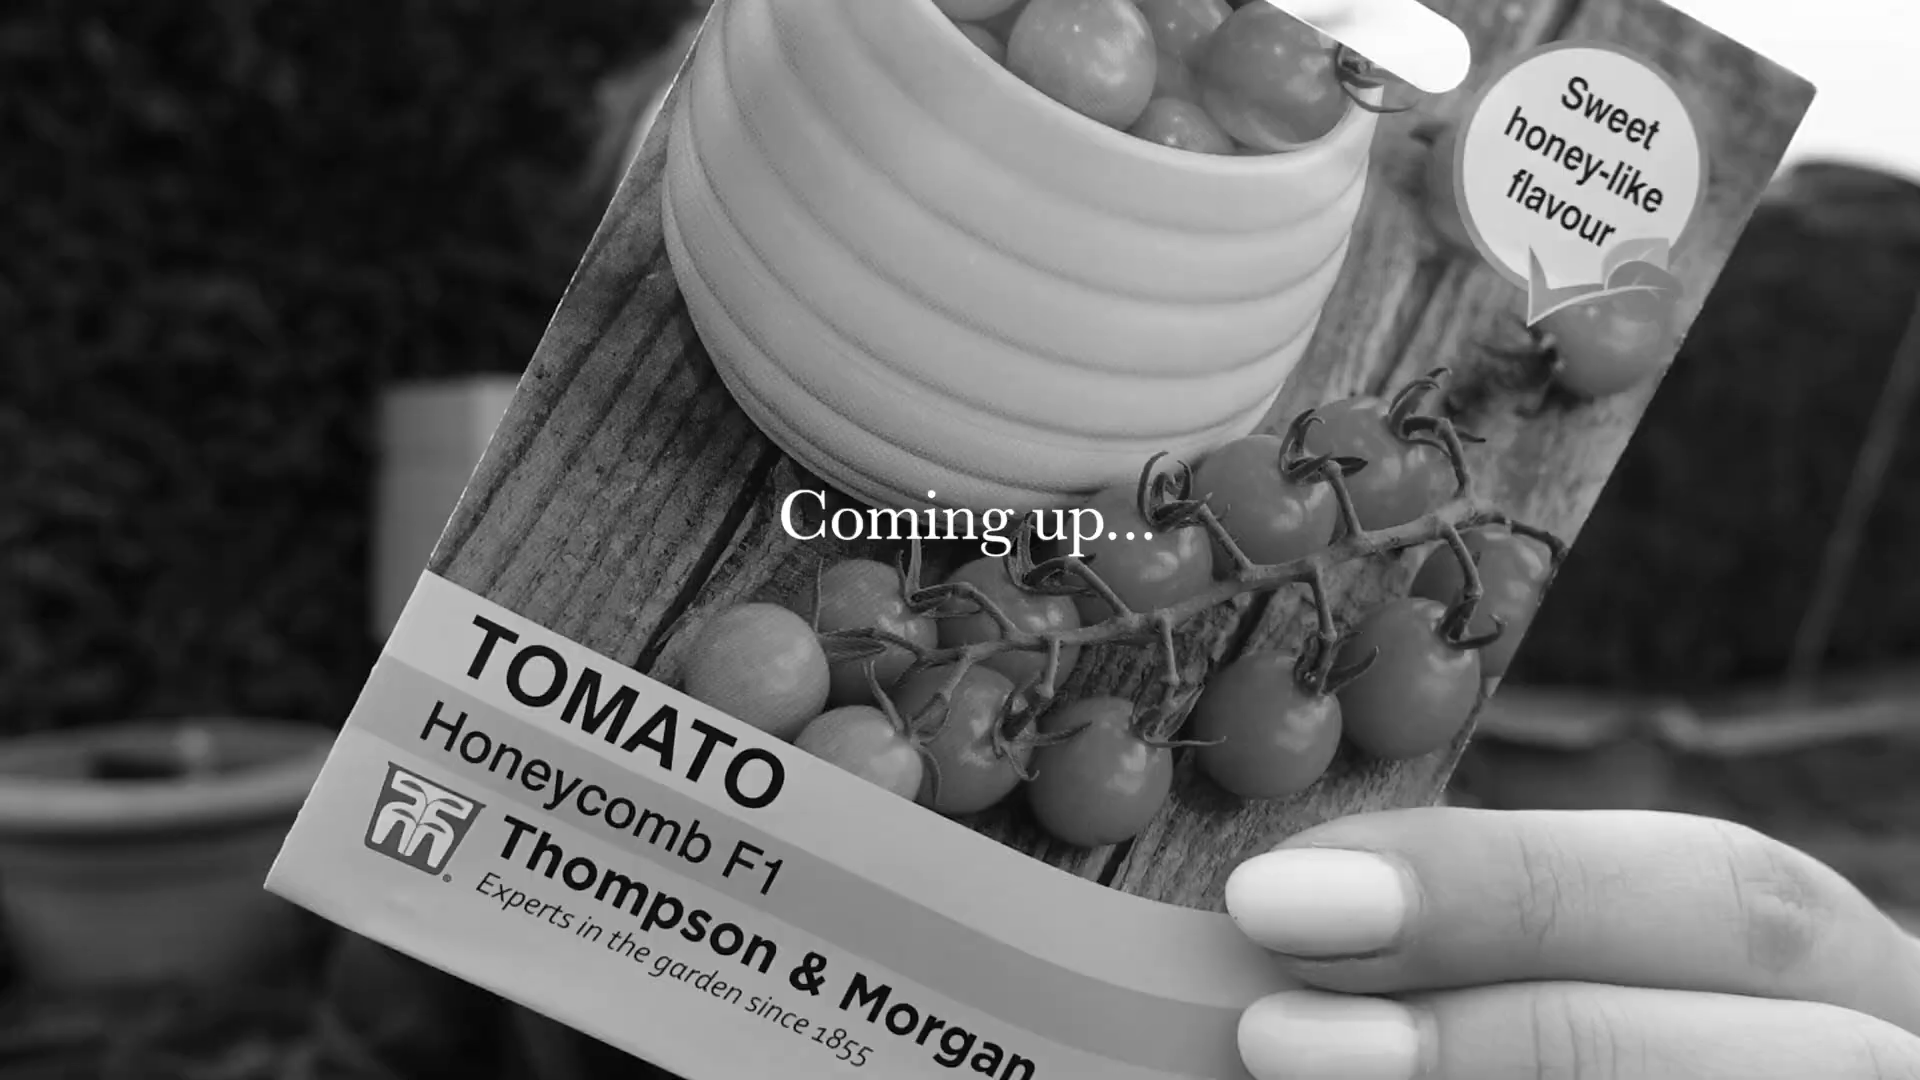 Sweet
honey-like
flavour
Coming up...
TOMATO
Honeycomb F1
Thompson & Morgan
Experts in the garden since 1855